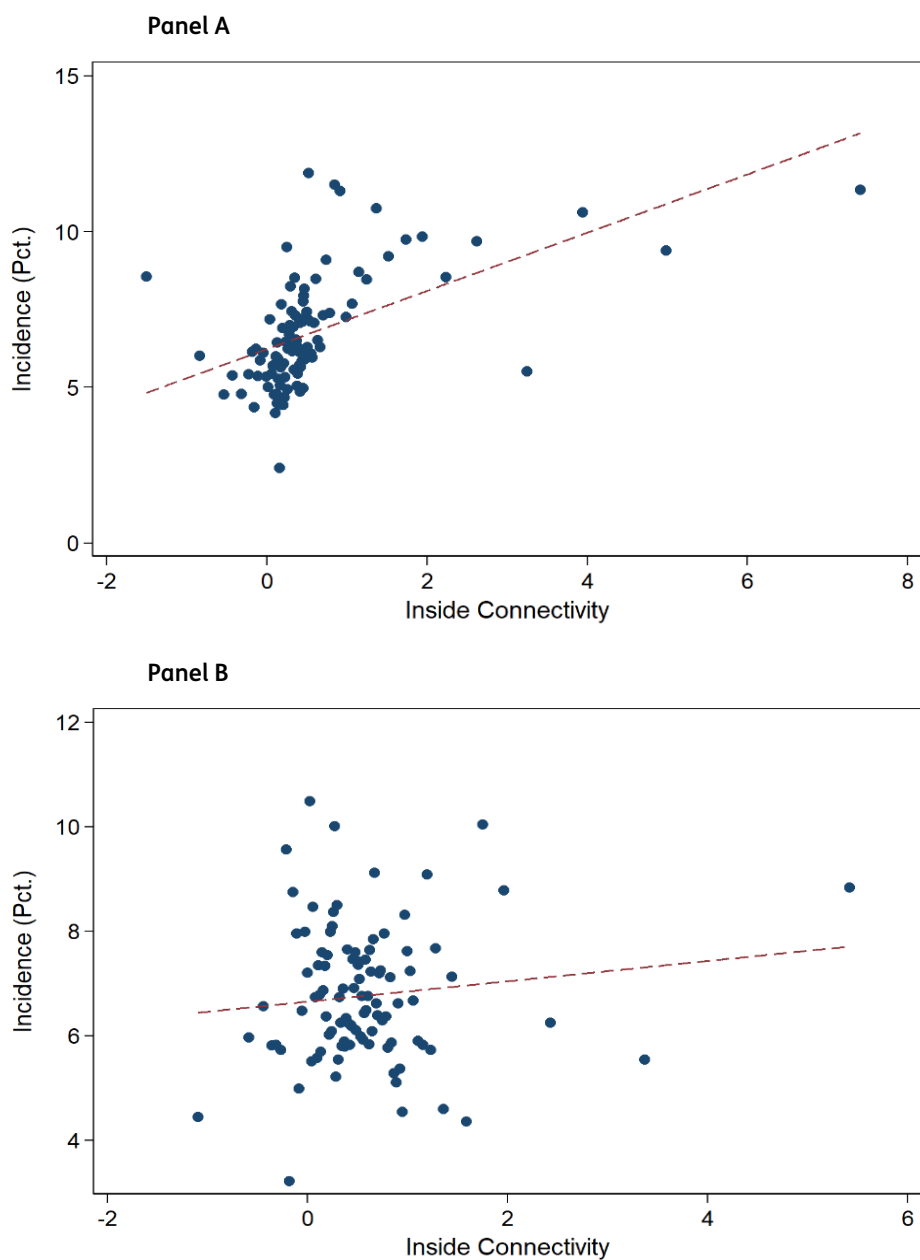 Panel A
15
10
5
0
Incidence (Pct.)
-2 0 2 4 6 8
Inside Connectivity
Panel B
12
10
8
6
4
Incidence (Pct.)
-2 0 2 4 6
Inside Connectivity